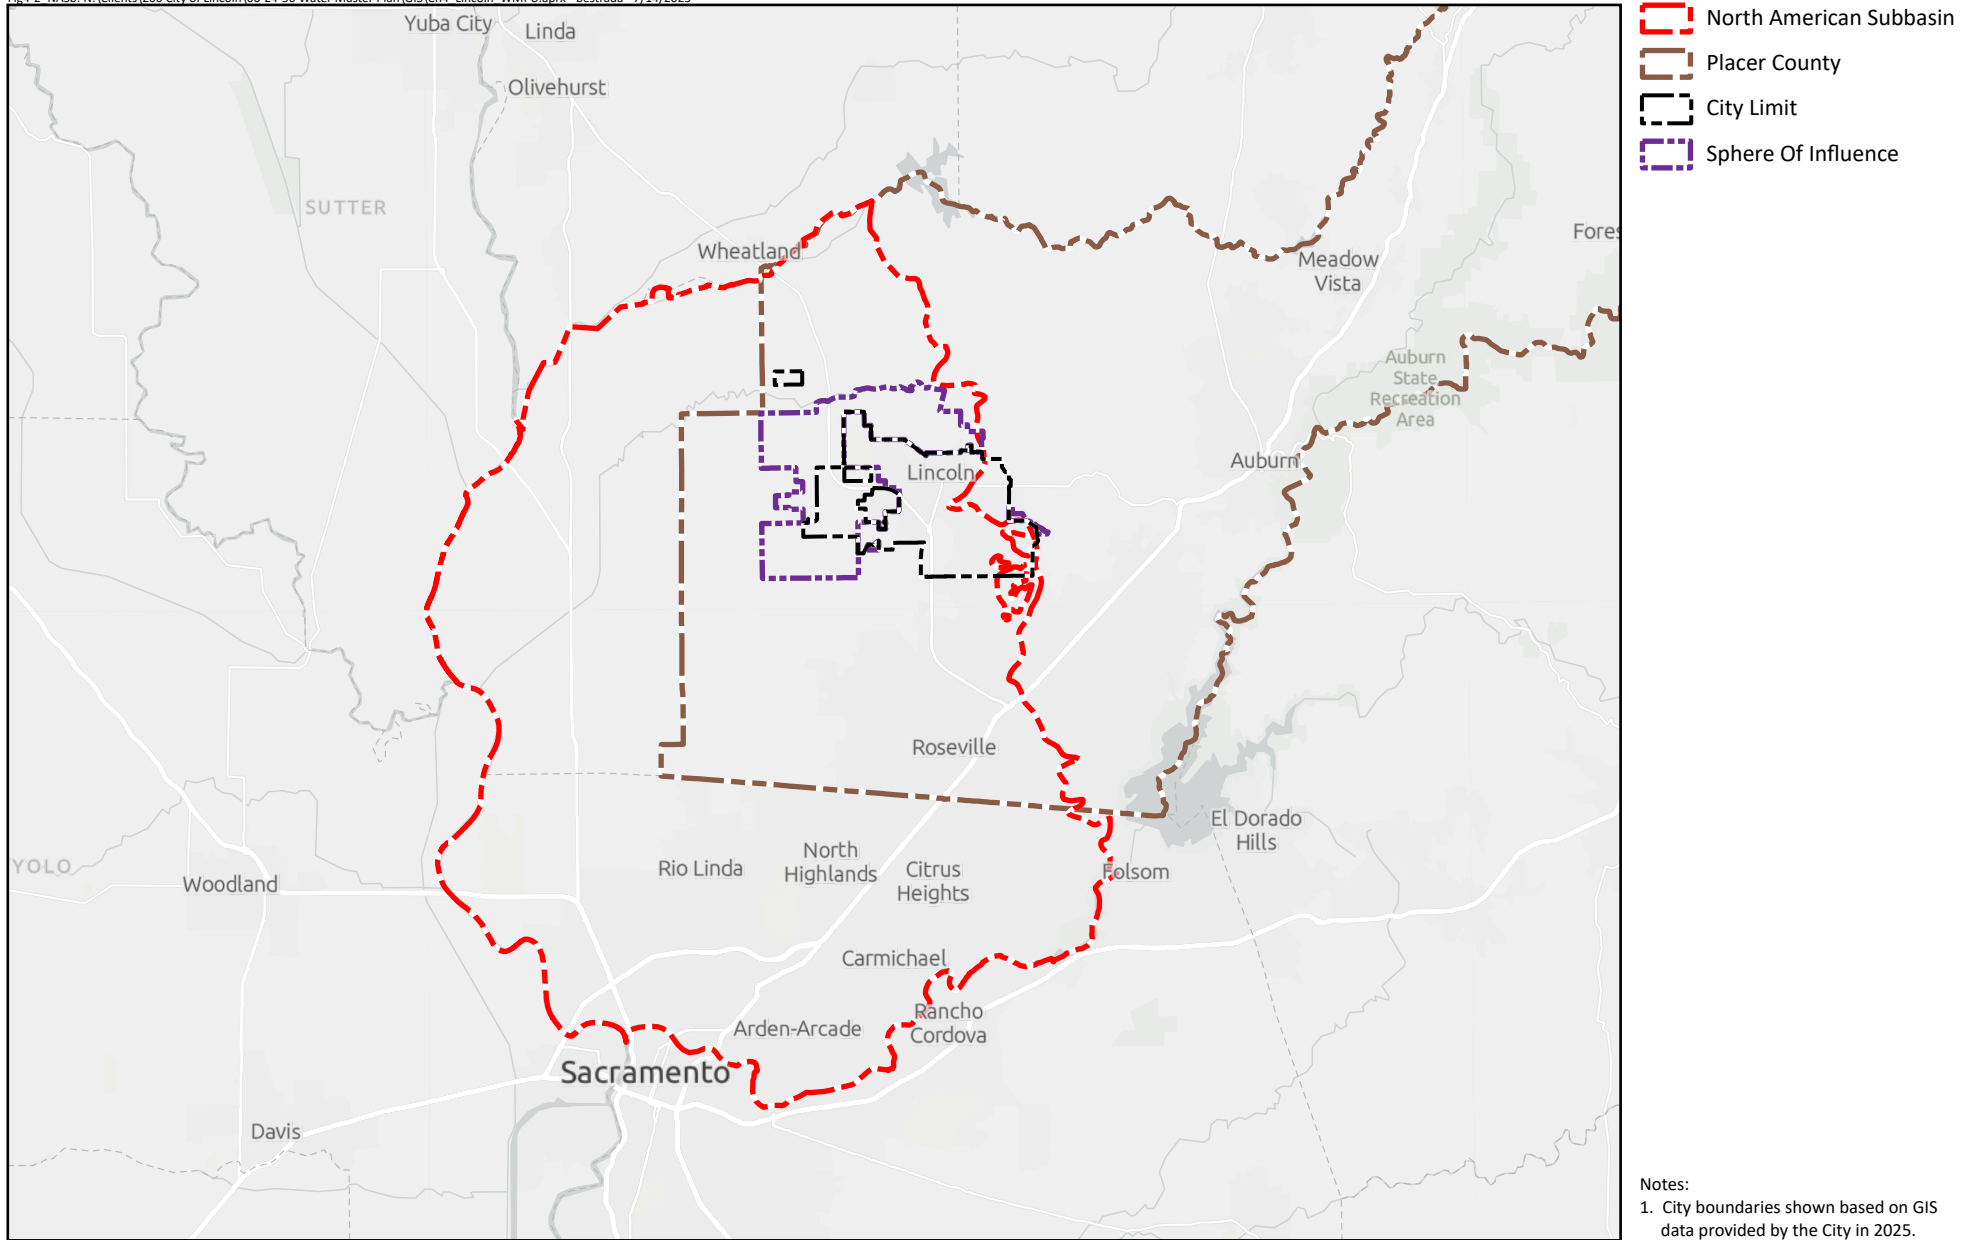 North American Subbasin
Placer County
City Limit
Sphere Of Influence
Yuba City
Linda
Olivehurst
SUTTER
Wheatland
Meadow
Vista
Auburn
State
Recreation
Area
Auburn
Lincoln
Roseville
El Dorado
Hills
YOLO
Woodland
Rio Linda
North
Highlands
Citrus
Heights
Folsom
Carmichael
Rancho
Cordova
Arden-Arcade
Sacramento
Davis
Notes:
1. City boundaries shown based on GIS
data provided by the City in 2025.